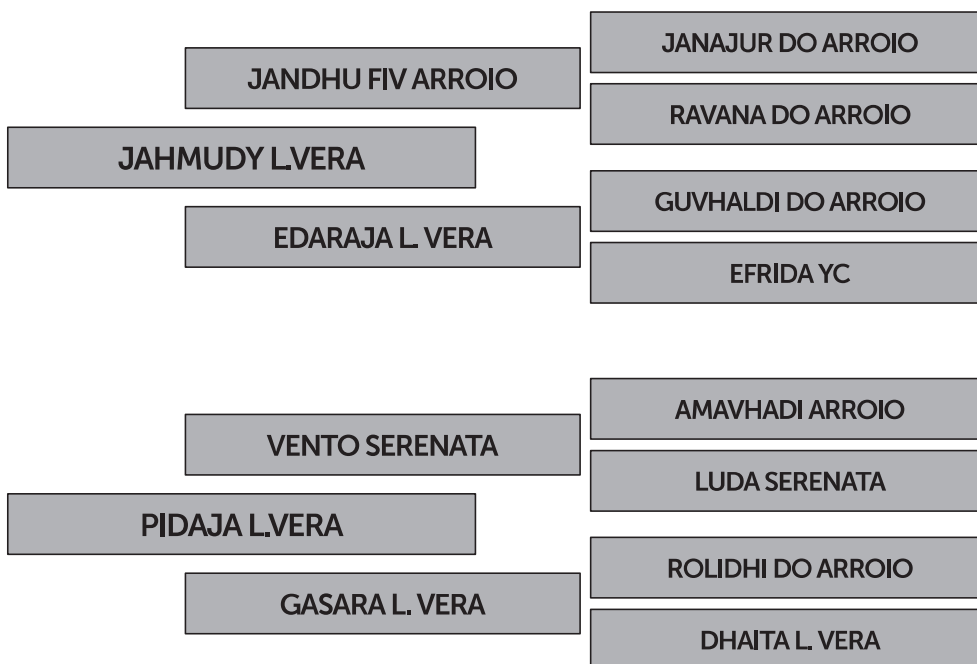 JANAJUR DO ARROIO
JANDHU FIV ARROIO
RAVANA DO ARROIO
JAHMUDY L.VERA
GUVHALDI DO ARROIO
EDARAJA L. VERA
EFRIDA YC
AMAVHADI ARROIO
VENTO SERENATA
LUDA SERENATA
PIDAJA L.VERA
ROLIDHI DO ARROIO
GASARA L. VERA
DHAITA L. VERA